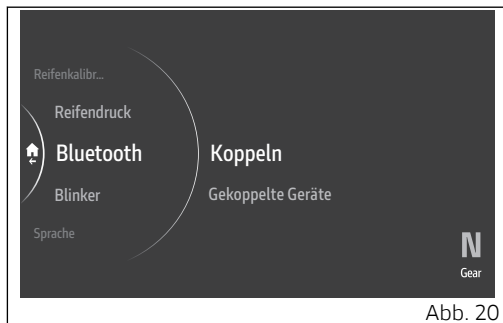 Reifenkalibr...
Reifendruck
Bluetooth
Blinker
Sprache
Koppeln
Gekoppelte Geräte
N
Gear
Abb. 20